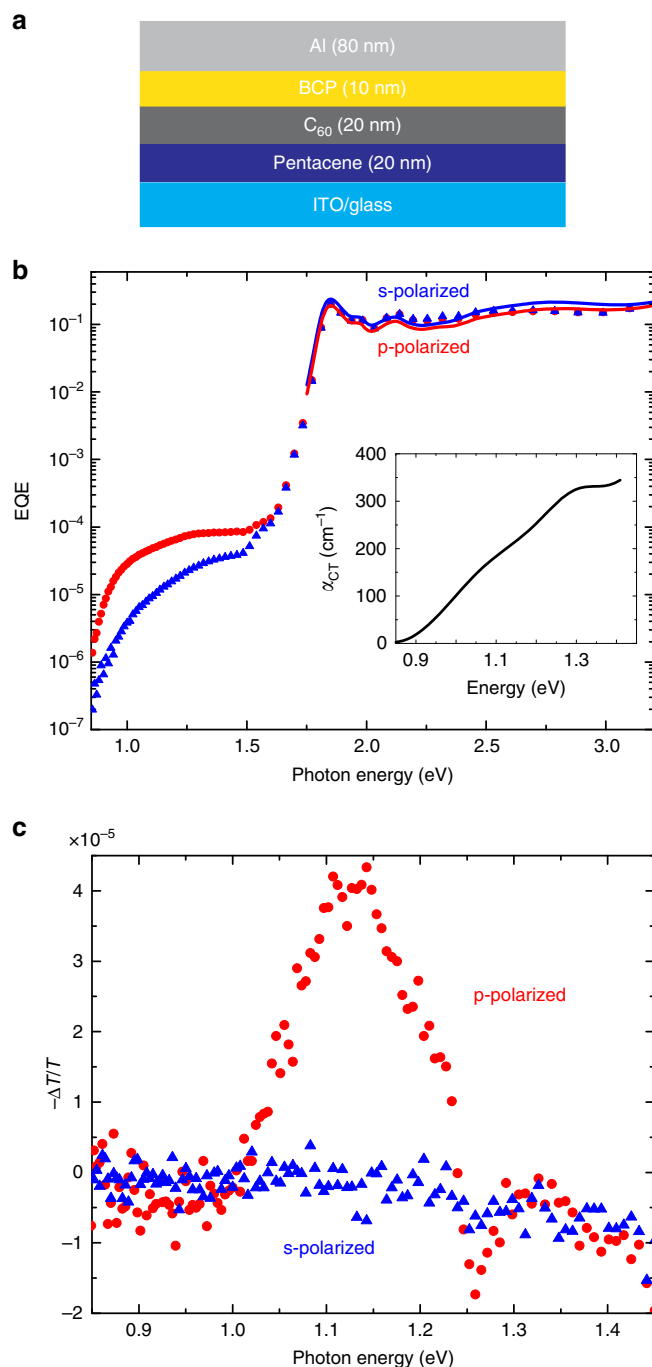 a
Al (80 nm)
BCP (10 nm)
C₆₀ (20 nm)
Pentacene (20 nm)
ITO/glass
b
s-polarized
p-polarized
EQE
10⁻¹
10⁻²
10⁻³
10⁻⁴
10⁻⁵
10⁻⁶
10⁻⁷
1.0 1.5 2.0 2.5 3.0
Photon energy (eV)
α_CT (cm⁻¹)
400
300
200
100
0
0.9 1.1 1.3
Energy (eV)
c
×10⁻⁵
−ΔT/T
4
3
2
1
0
−1
−2
p-polarized
s-polarized
0.9 1.0 1.1 1.2 1.3 1.4
Photon energy (eV)